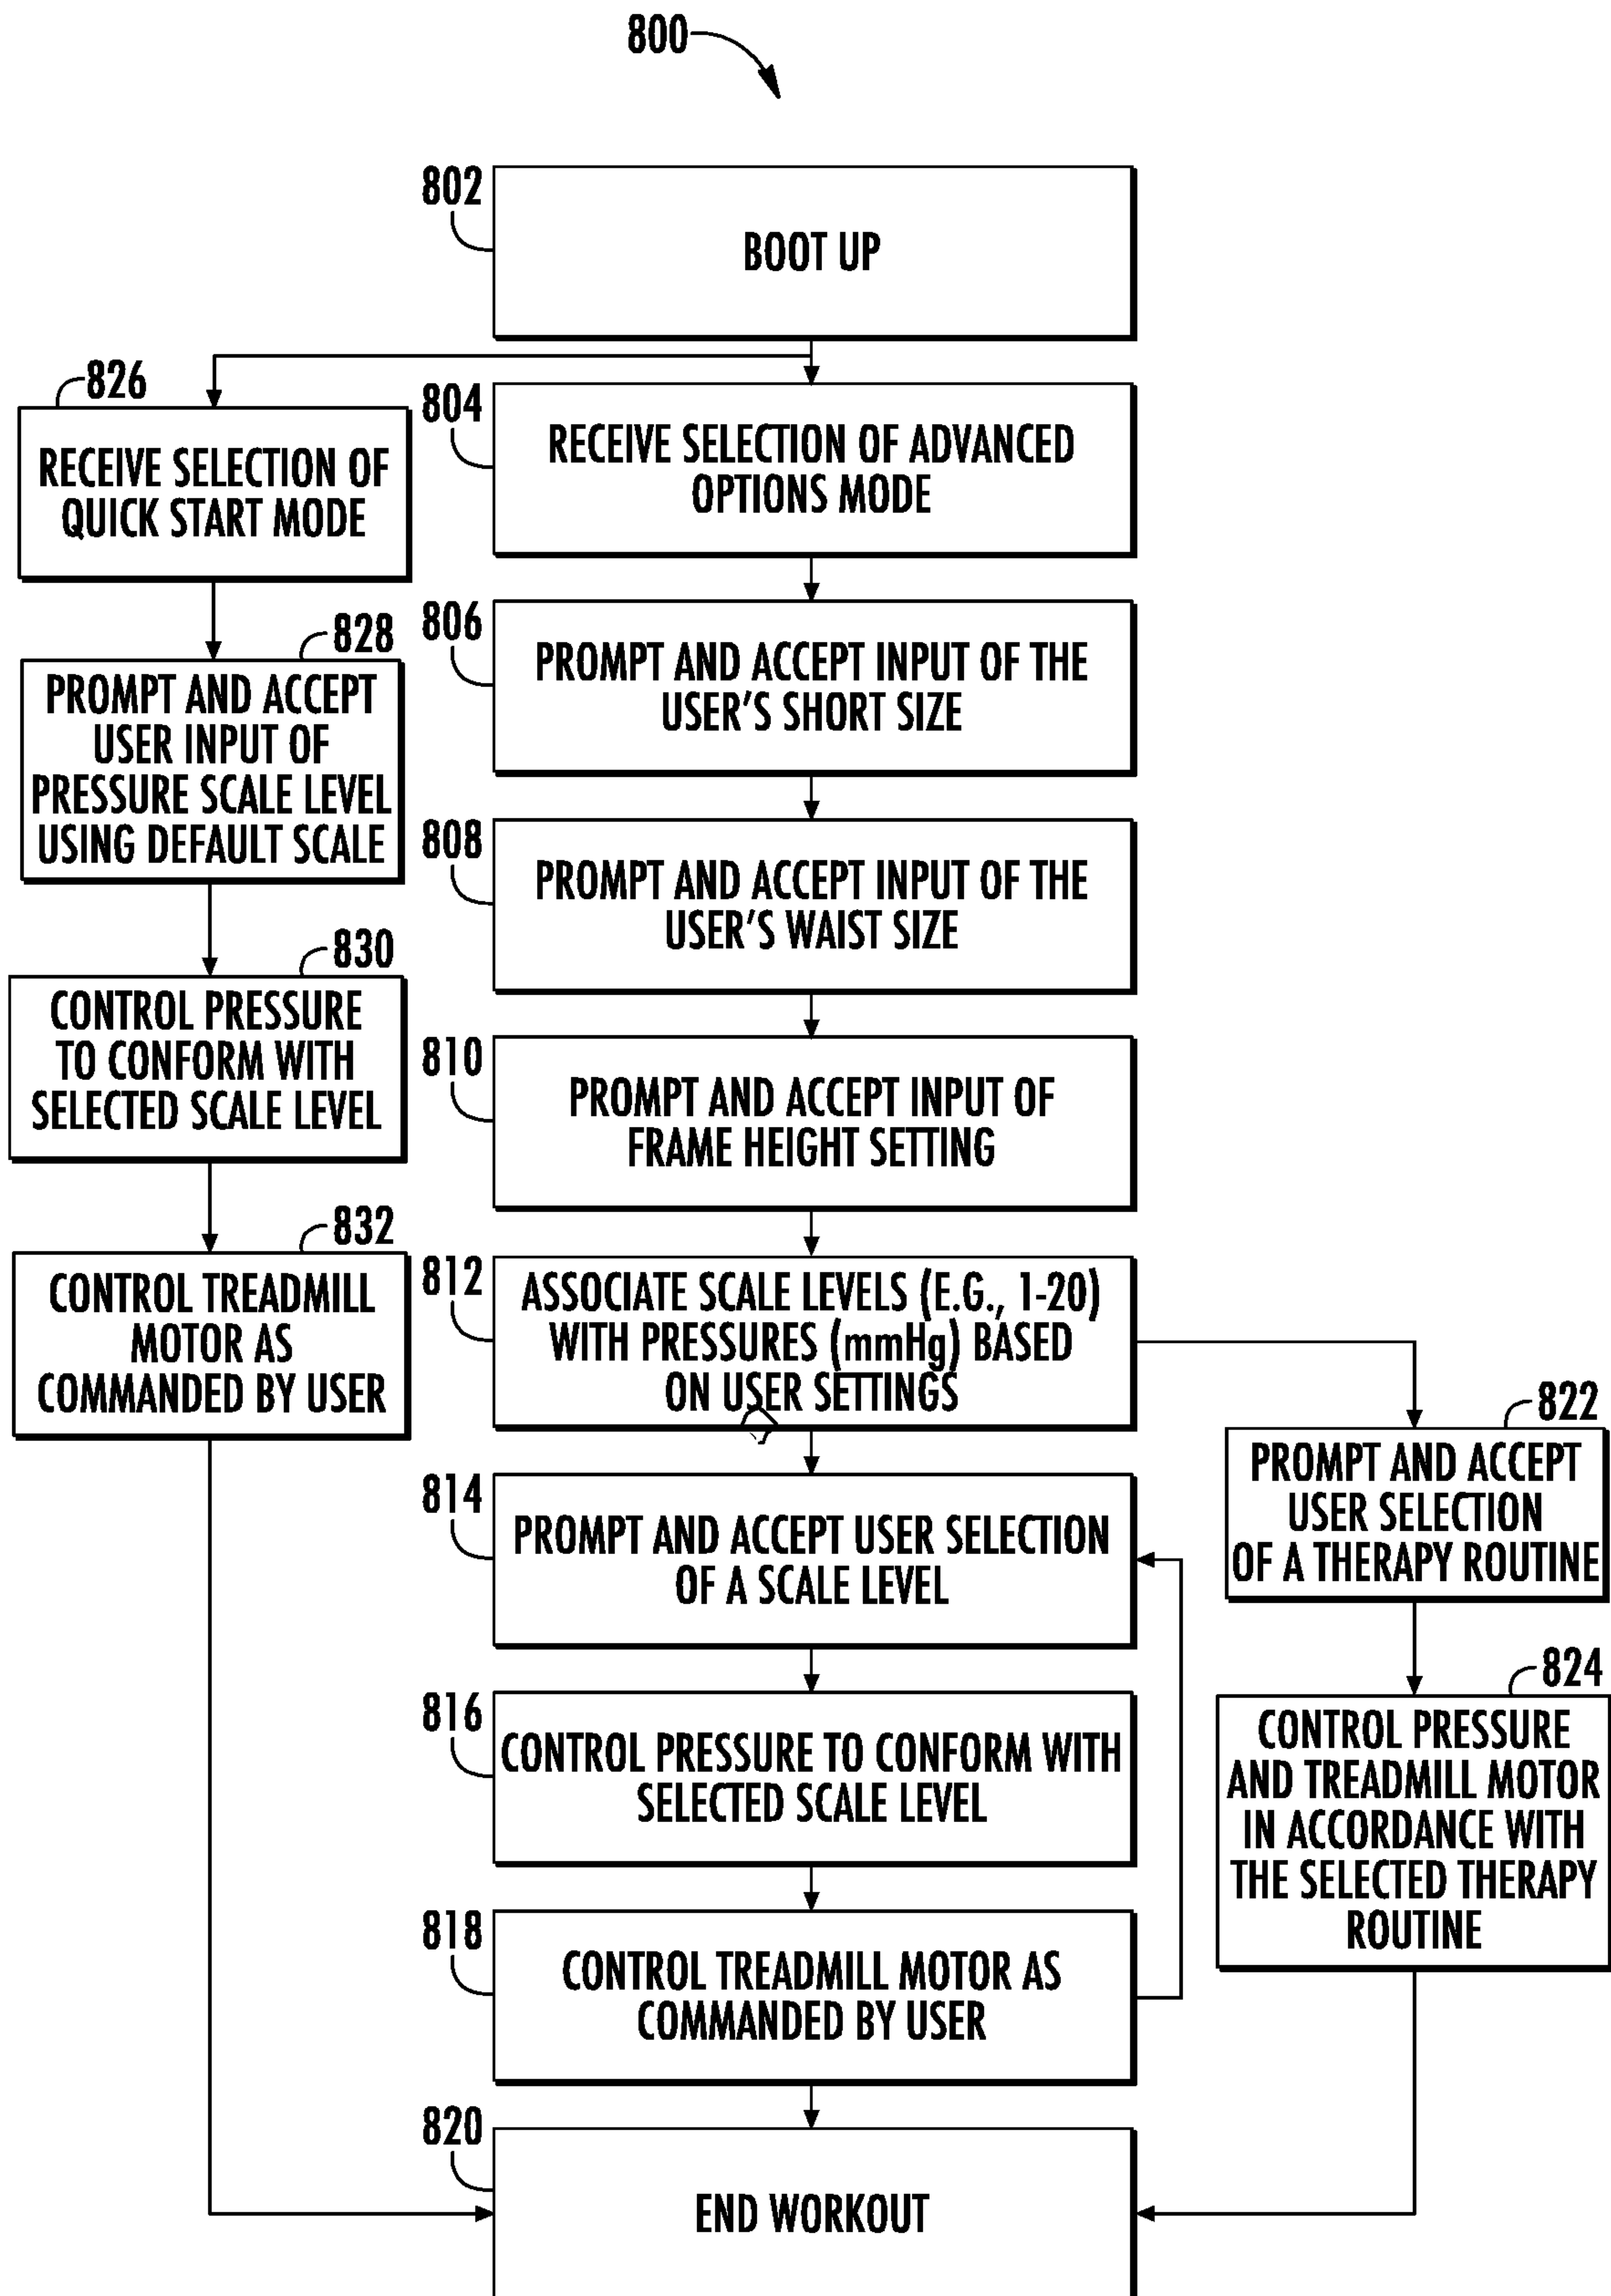 800
802
BOOT UP
826
RECEIVE SELECTION OF
QUICK START MODE
804
RECEIVE SELECTION OF ADVANCED
OPTIONS MODE
828
PROMPT AND ACCEPT
USER INPUT OF
PRESSURE SCALE LEVEL
USING DEFAULT SCALE
806
PROMPT AND ACCEPT INPUT OF THE
USER'S SHORT SIZE
808
PROMPT AND ACCEPT INPUT OF THE
USER'S WAIST SIZE
830
CONTROL PRESSURE
TO CONFORM WITH
SELECTED SCALE LEVEL
810
PROMPT AND ACCEPT INPUT OF
FRAME HEIGHT SETTING
832
CONTROL TREADMILL
MOTOR AS
COMMANDED BY USER
812
ASSOCIATE SCALE LEVELS (E.G., 1-20)
WITH PRESSURES (mmHg) BASED
ON USER SETTINGS
822
PROMPT AND ACCEPT
USER SELECTION
OF A THERAPY ROUTINE
814
PROMPT AND ACCEPT USER SELECTION
OF A SCALE LEVEL
816
CONTROL PRESSURE TO CONFORM WITH
SELECTED SCALE LEVEL
824
CONTROL PRESSURE
AND TREADMILL MOTOR
IN ACCORDANCE WITH
THE SELECTED THERAPY
ROUTINE
818
CONTROL TREADMILL MOTOR AS
COMMANDED BY USER
820
END WORKOUT